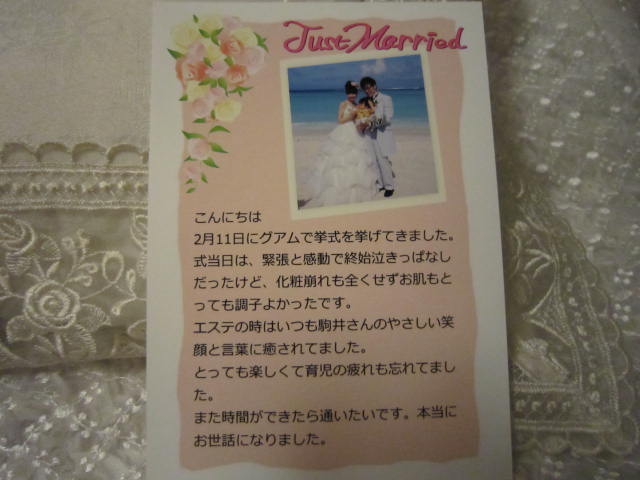 Just Married
こんにちは
2月11日にグアムで挙式を挙げてきました。
式当日は、緊張と感動で終始泣きっぱなし
だったけど、化粧崩れも全くせずお肌もと
っても調子よかったです。
エステの時はいつも駒井さんのやさしい笑
顔と言葉に癒されてました。
とっても楽しくて育児の疲れも忘れてまし
た。
また時間ができたら通いたいです。本当に
お世話になりました。